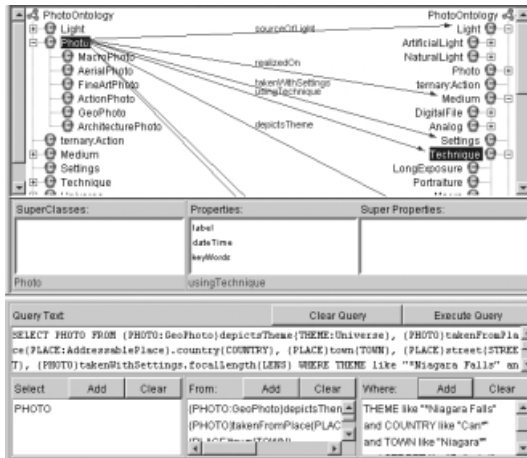 PhotoOntology
Light
Photo
MacroPhoto
AerialPhoto
FineArtPhoto
ActionPhoto
GeoPhoto
ArchitecturePhoto
ternary:Action
Medium
Settings
Technique
sourceOfLight
realizedOn
takenWithSettings
usingTechnique
depictsTheme
PhotoOntology
Light
ArtificialLight
NaturalLight
Photo
ternary:Action
Medium
DigitalFile
Analog
Settings
Technique
LongExposure
Portraiture
SuperClasses: Properties: Super Properties:
label
dateTime
keyWords
Photo usingTechnique
Query Text Clear Query Execute Query
SELECT PHOTO FROM {PHOTO:GeoPhoto}depictsTheme{THEME:Universe}, {PHOTO}takenFromPla
ce{PLACE:AddressablePlace}.country{COUNTRY}, {PLACE}town{TOWN}, {PLACE}street{STREE
T}, {PHOTO}takenWithSettings.focalLength{LENS} WHERE THEME like "*Niagara Falls" an
Select Add Clear From: Add Clear Where: Add Clear
PHOTO
{PHOTO:GeoPhoto}depictsThen
{PHOTO}takenFromPlace{PLAC
THEME like "*Niagara Falls"
and COUNTRY like "Can*"
and TOWN like "Niagara*"